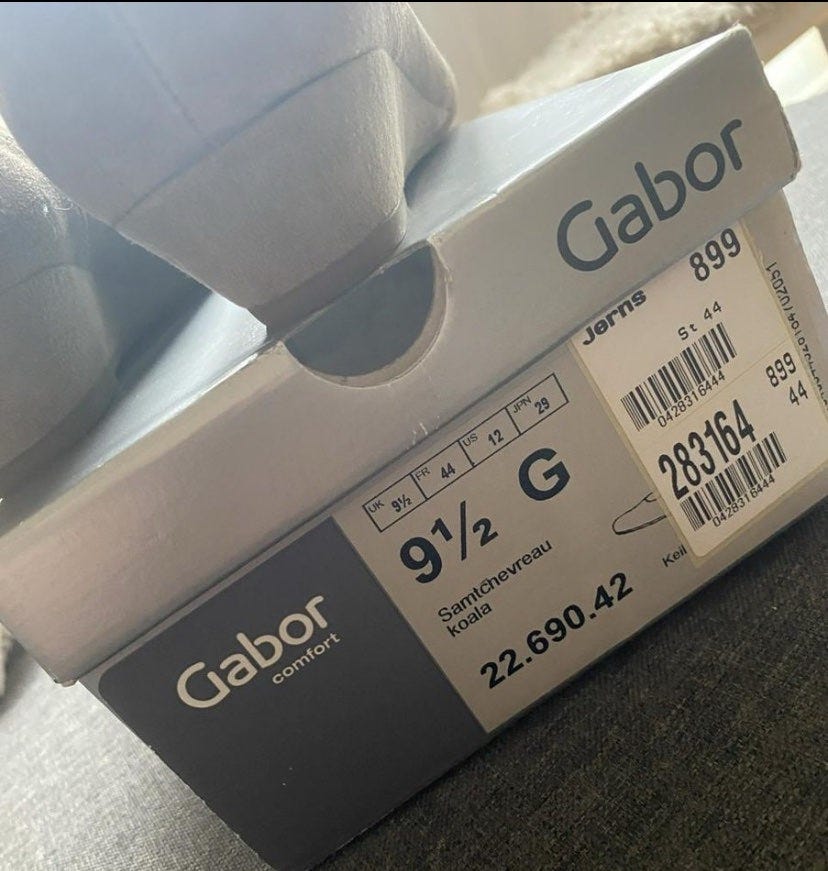 Gabor
Jørns 899
St 44
0428316444
899
44
283164
0428316444
UK 9½ FR 44 US 12 JPN 29
9½ G
Samtchevreau
koala
Keil
22.690.42
Gabor
comfort